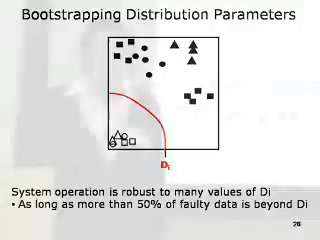 Bootstrapping Distribution Parameters
Di
System operation is robust to many values of Di
• As long as more than 50% of faulty data is beyond Di
26